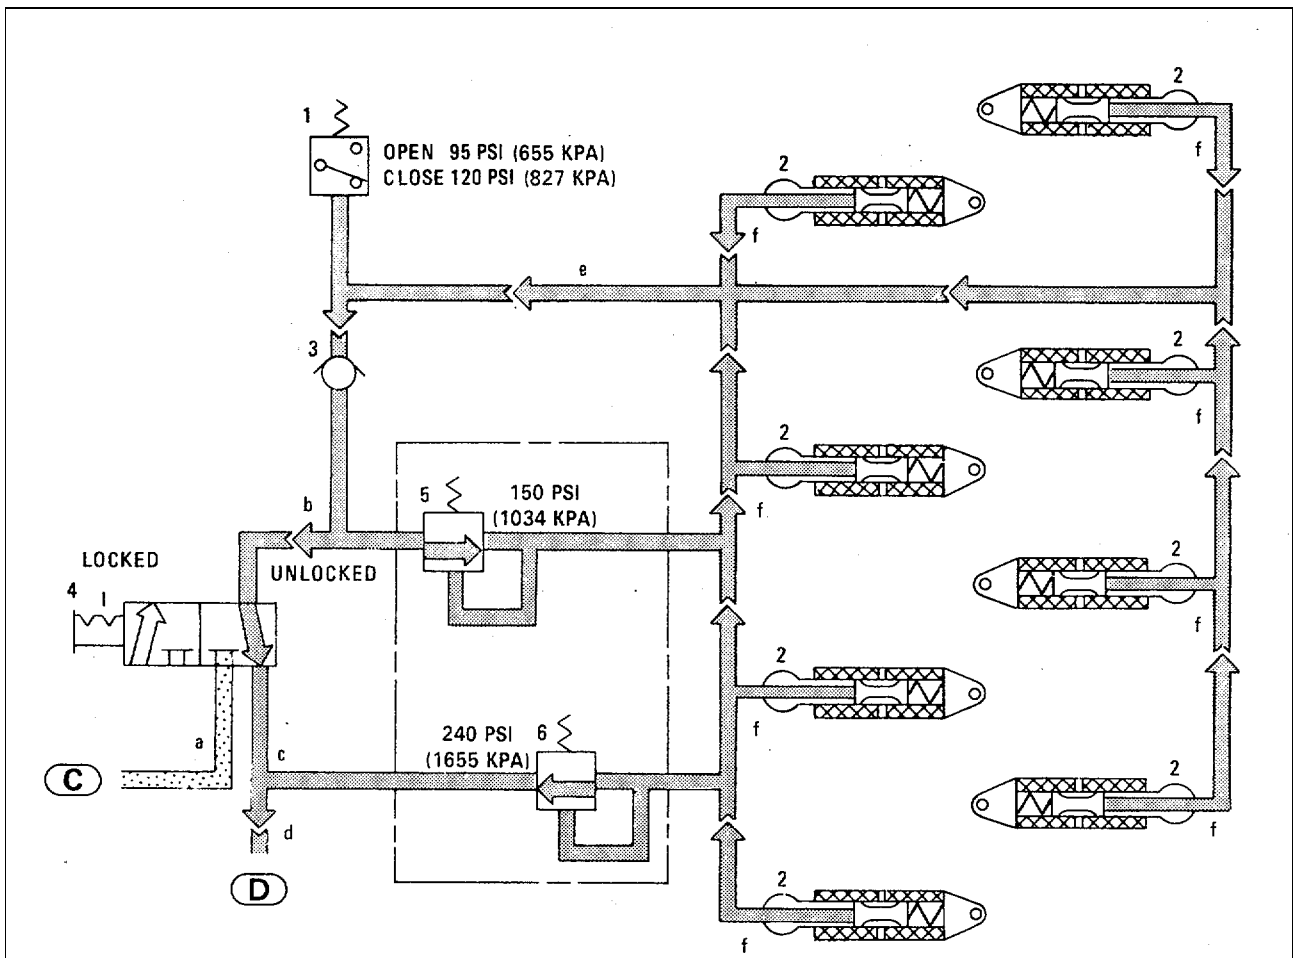 2
1
OPEN 95 PSI (655 KPA)
CLOSE 120 PSI (827 KPA)
2
f
f
e
3
2
f
2
5
150 PSI
(1034 KPA)
b
f
LOCKED
UNLOCKED
4
2
f
2
f
a
c
240 PSI
(1655 KPA)
6
C
2
f
d
D
2
f